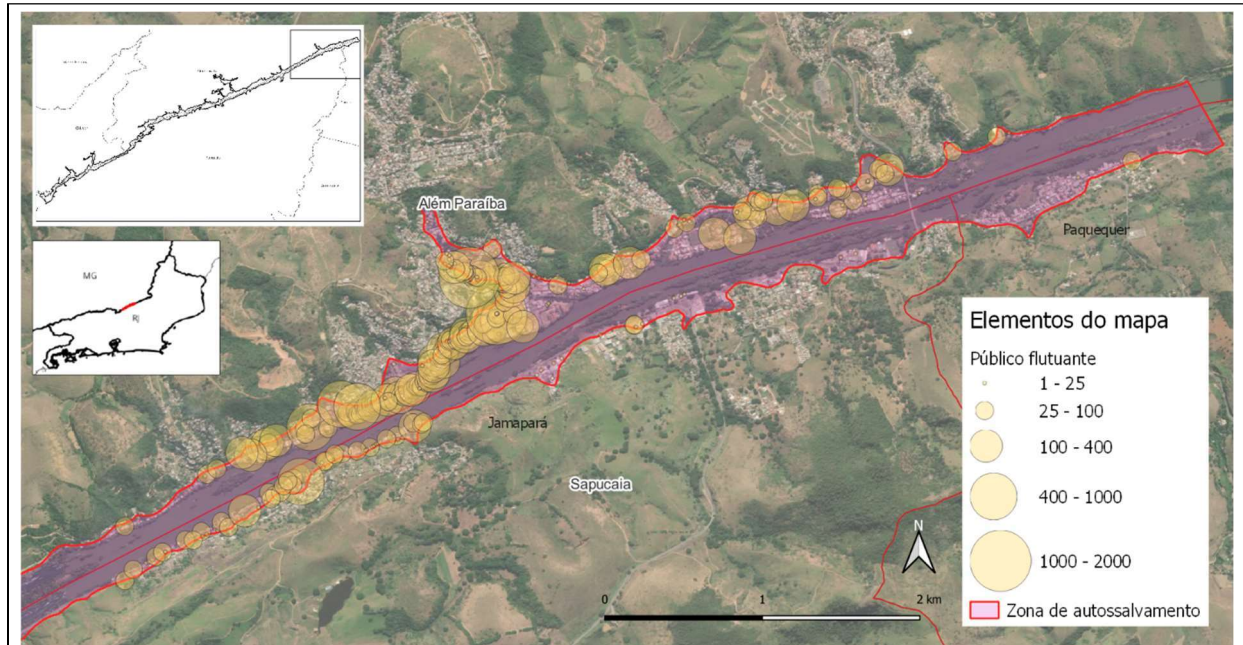 MG
RJ
Além Paraíba
Paquequer
Jamapará
Sapucaia
Elementos do mapa
Público flutuante
1 - 25
25 - 100
100 - 400
400 - 1000
1000 - 2000
Zona de autossalvamento
N
0 1 2 km